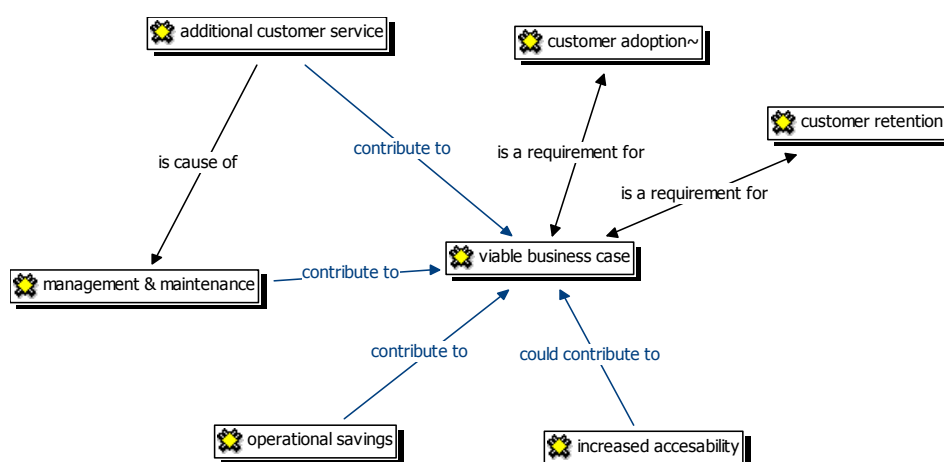 additional customer service
customer adoption~
customer retention
contribute to
is a requirement for
is cause of
is a requirement for
viable business case
contribute to
management & maintenance
contribute to
could contribute to
operational savings
increased accesability